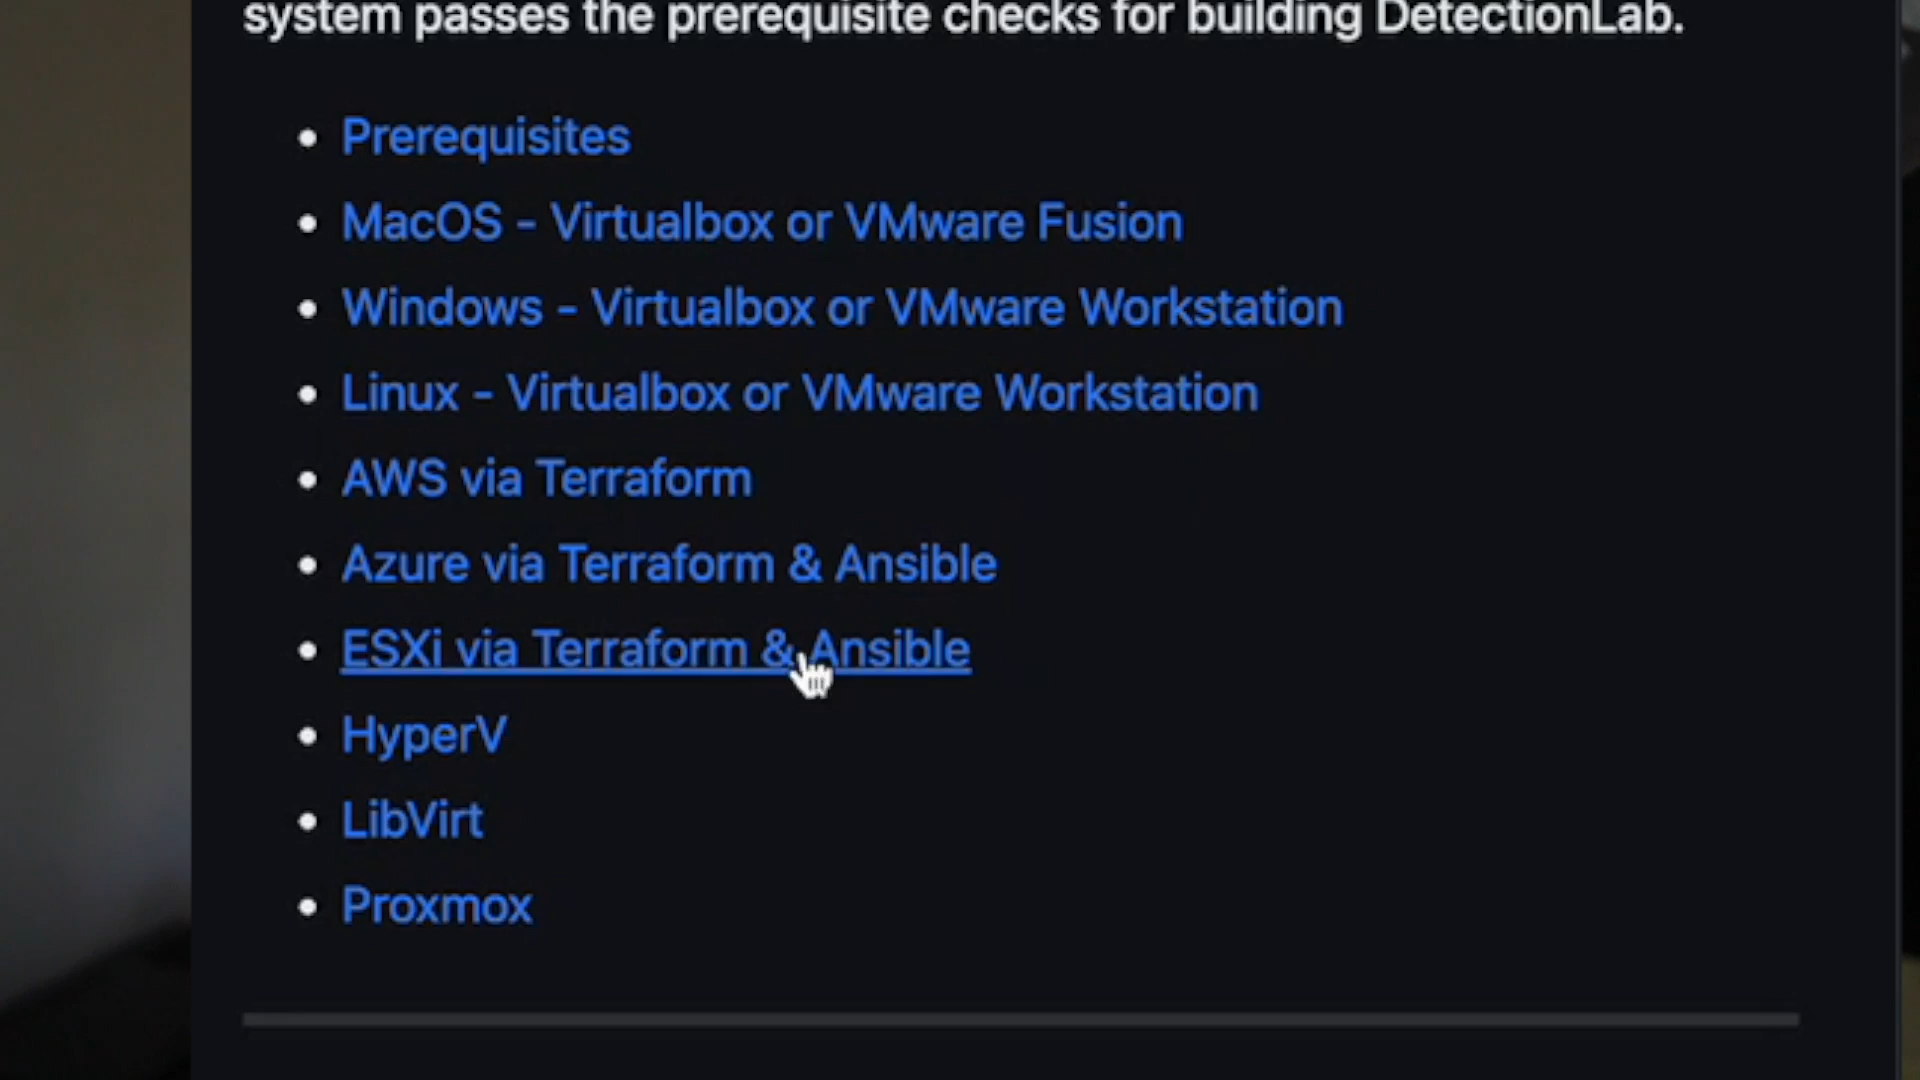 system passes the prerequisite checks for building DetectionLab.
Prerequisites
MacOS - Virtualbox or VMware Fusion
Windows - Virtualbox or VMware Workstation
Linux - Virtualbox or VMware Workstation
AWS via Terraform
Azure via Terraform & Ansible
ESXi via Terraform & Ansible
HyperV
LibVirt
Proxmox